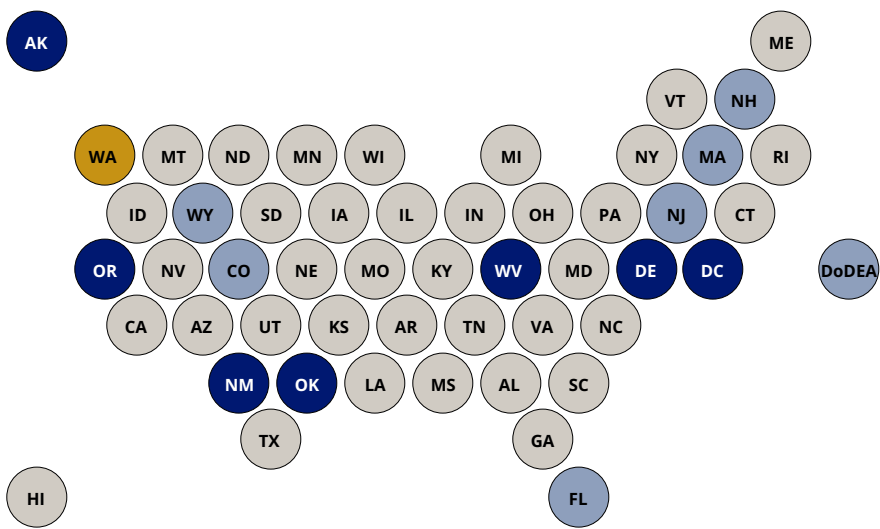 AK ME
VT NH
WA MT ND MN WI MI NY MA RI
ID WY SD IA IL IN OH PA NJ CT
OR NV CO NE MO KY WV MD DE DC DoDEA
CA AZ UT KS AR TN VA NC
NM OK LA MS AL SC
TX GA
HI FL